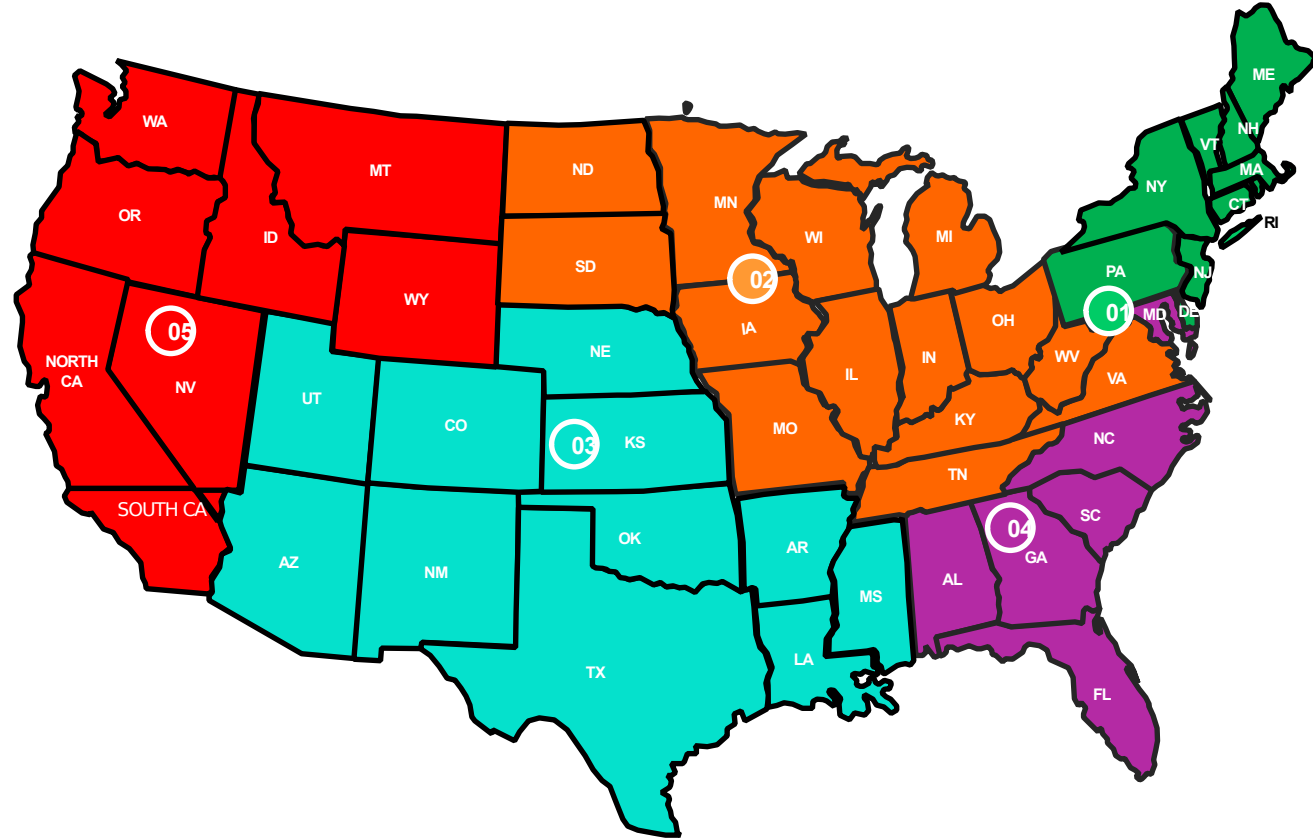 ME
WA
NH
VT
MT
ND
MA
NY
MN
CT
OR
RI
ID
WI
MI
SD
PA
NJ
02
WY
01
MD
DE
OH
05
IA
NE
NORTH
CA
NV
IN
WV
IL
VA
UT
KY
CO
MO
03
KS
NC
TN
SOUTH CA
SC
04
OK
AR
GA
AZ
NM
AL
MS
LA
TX
FL